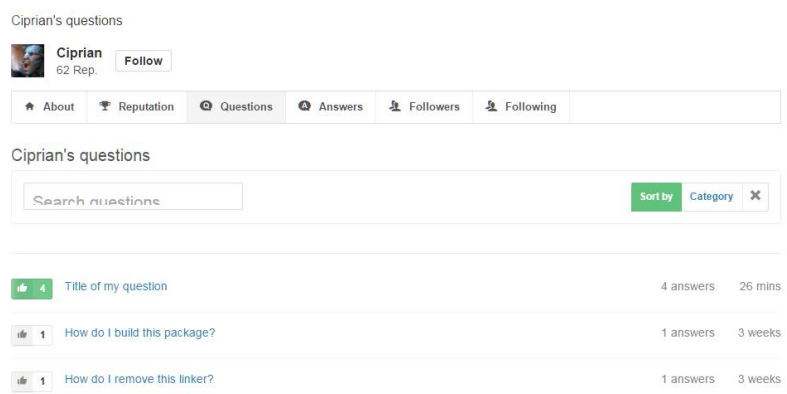 Ciprian's questions
Ciprian
62 Rep.
Follow
About Reputation Questions Answers Followers Following
Ciprian's questions
Search questions
Sort by Category
4 Title of my question 4 answers 26 mins
1 How do I build this package? 1 answers 3 weeks
1 How do I remove this linker? 1 answers 3 weeks